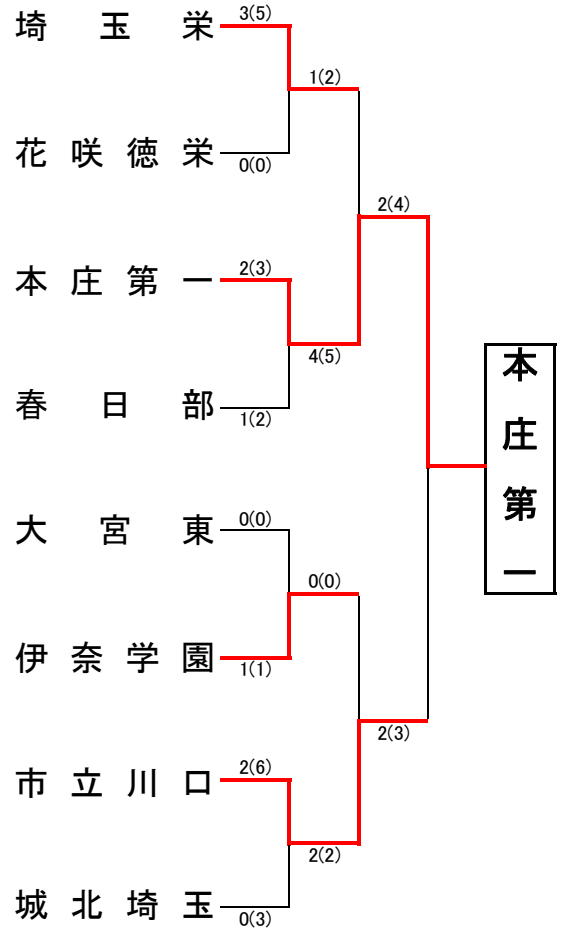 埼玉栄
3(5)
1(2)
花咲徳栄
0(0)
2(4)
本庄第一
2(3)
4(5)
春日部
1(2)
本庄第一
大宮東
0(0)
0(0)
伊奈学園
1(1)
2(3)
市立川口
2(6)
2(2)
城北埼玉
0(3)